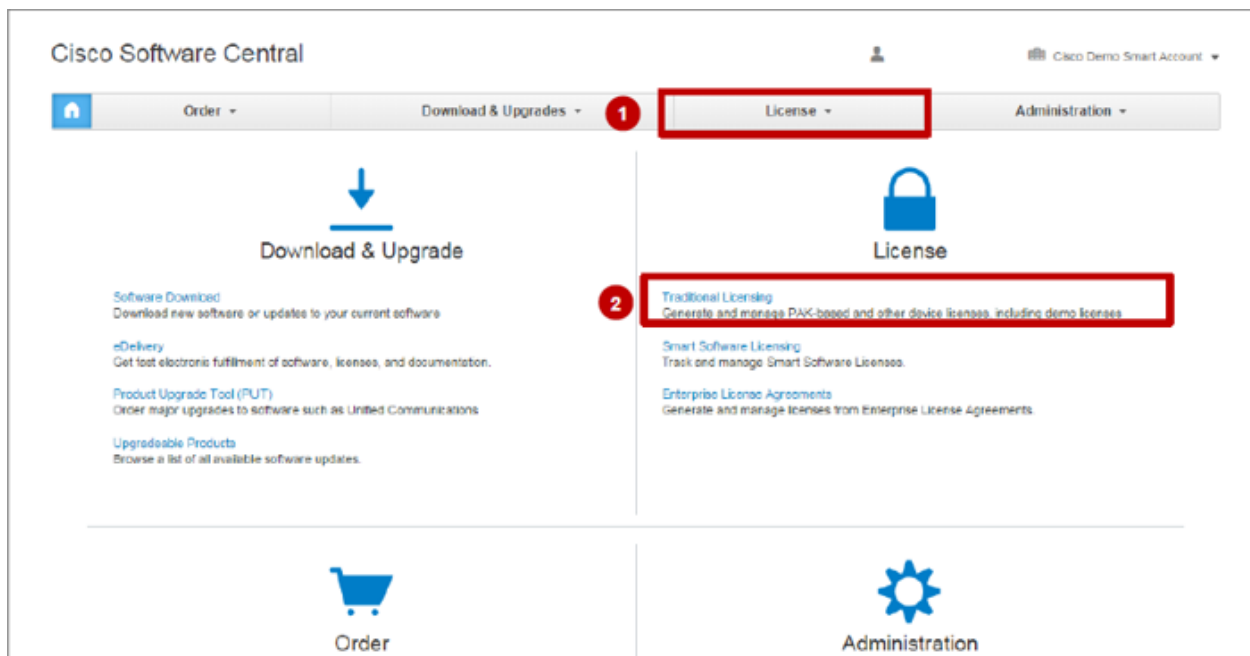 Cisco Software Central
Cisco Demo Smart Account
Order
Download & Upgrades
1
License
Administration
Download & Upgrade
Software Download
Download new software or updates to your current software
eDelivery
Get fast electronic fulfillment of software, licenses, and documentation.
Product Upgrade Tool (PUT)
Order major upgrades to software such as Unified Communications
Upgradeable Products
Browse a list of all available software updates.
License
2
Traditional Licensing
Generate and manage PAK-based and other device licenses, including demo licenses
Smart Software Licensing
Track and manage Smart Software Licenses.
Enterprise License Agreements
Generate and manage licenses from Enterprise License Agreements.
Order
Administration